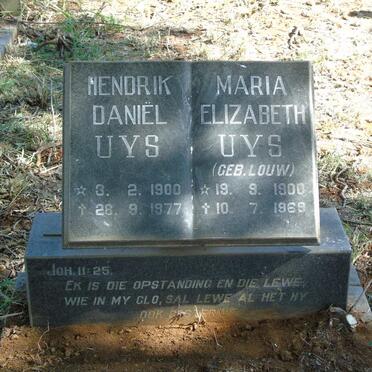 HENDRIK
DANIËL
UYS
☆ 3. 2. 1900
✝ 28. 9. 1977
MARIA
ELIZABETH
UYS
(GEB. LOUW)
☆ 19. 9. 1900
✝ 10. 7. 1969
JOH. 11:25.
EK IS DIE OPSTANDING EN DIE LEWE,
WIE IN MY GLO, SAL LEWE AL HET HY
OOK